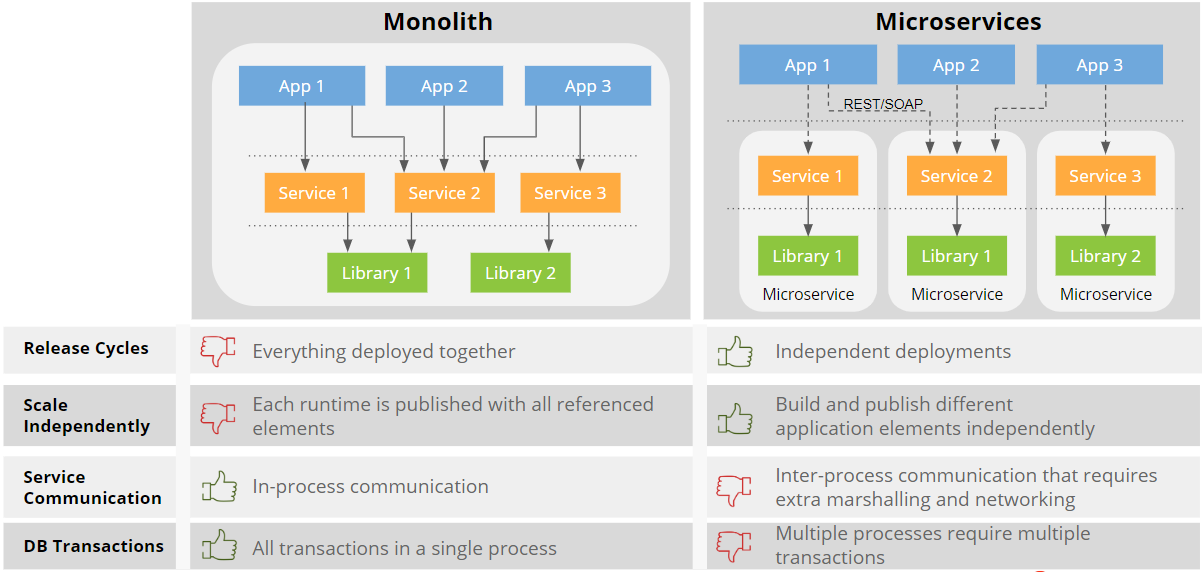 Monolith
Microservices
App 1
App 2
App 3
Service 1
Service 2
Service 3
Library 1
Library 2
App 1
App 2
App 3
REST/SOAP
Service 1
Service 2
Service 3
Library 1
Library 1
Library 2
Microservice
Microservice
Microservice
Release Cycles
Everything deployed together
Independent deployments
Scale
Independently
Each runtime is published with all referenced
elements
Build and publish different
application elements independently
Service
Communication
In-process communication
Inter-process communication that requires
extra marshalling and networking
DB Transactions
All transactions in a single process
Multiple processes require multiple
transactions